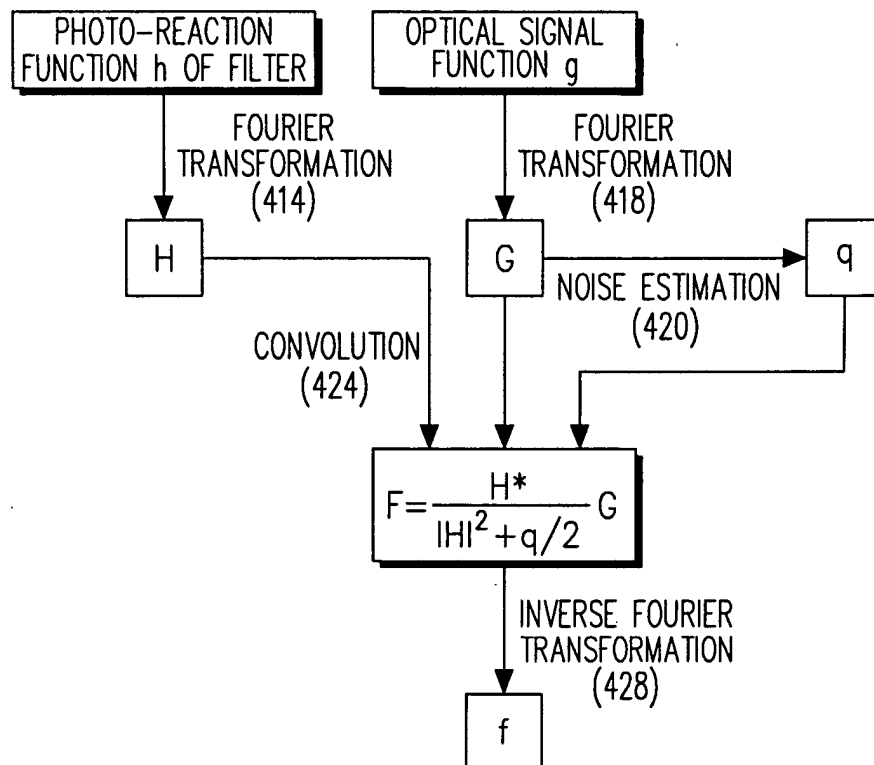 PHOTO-REACTION
FUNCTION h OF FILTER
OPTICAL SIGNAL
FUNCTION g
FOURIER
TRANSFORMATION
(414)
FOURIER
TRANSFORMATION
(418)
H
G
q
NOISE ESTIMATION
(420)
CONVOLUTION
(424)
F=H*/|H|²+q/2 G
INVERSE FOURIER
TRANSFORMATION
(428)
f